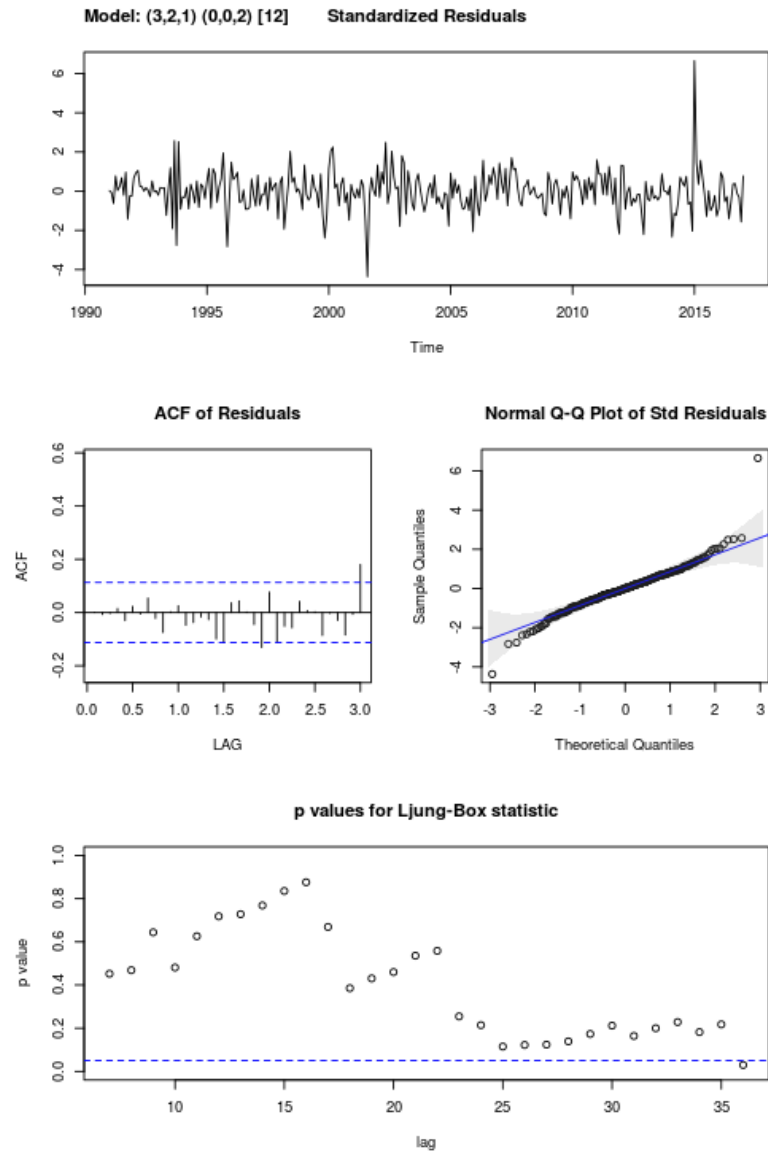 Model: (3,2,1) (0,0,2) [12] Standardized Residuals
6
4
2
0
-2
-4
1990 1995 2000 2005 2010 2015
Time
ACF of Residuals
ACF
0.6
0.4
0.2
0.0
-0.2
0.0 0.5 1.0 1.5 2.0 2.5 3.0
LAG
Normal Q-Q Plot of Std Residuals
Sample Quantiles
6
4
2
0
-2
-4
-3 -2 -1 0 1 2 3
Theoretical Quantiles
p values for Ljung-Box statistic
p value
1.0
0.8
0.6
0.4
0.2
0.0
10 15 20 25 30 35
lag